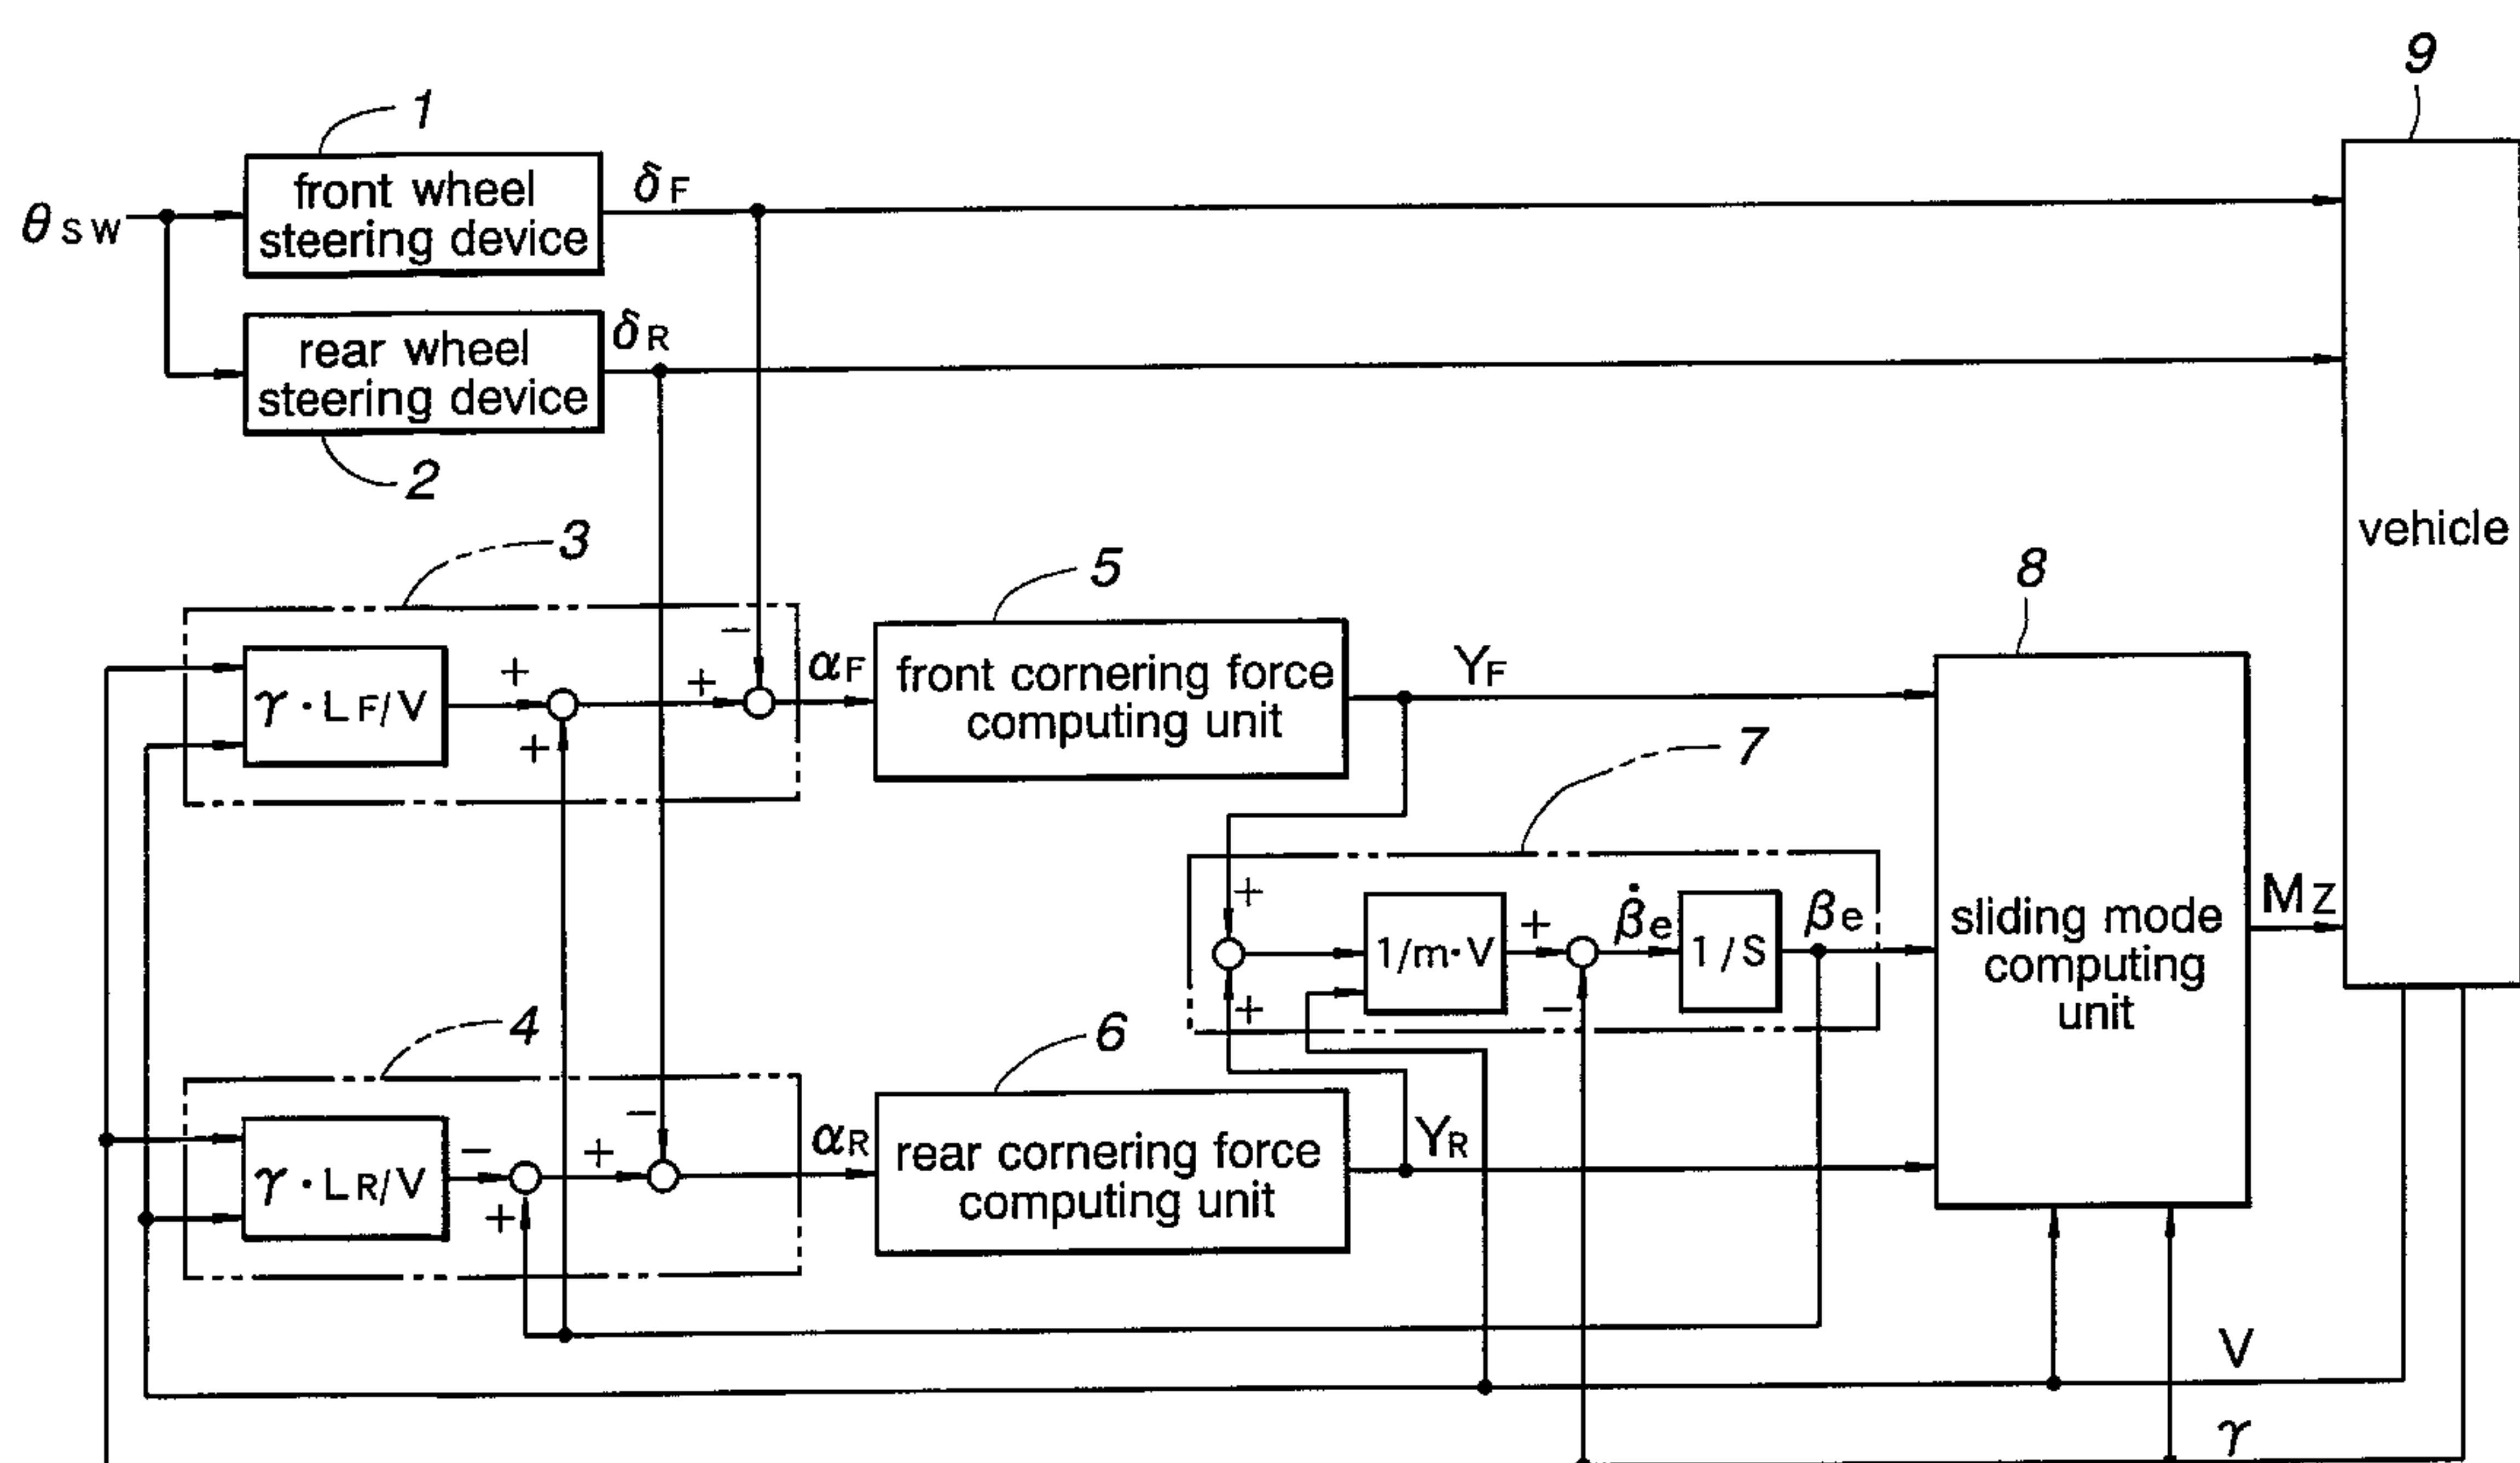 9
1
front wheel
steering device
δF
θSW
rear wheel
steering device
δR
2
vehicle
3
5
8
γ・LF/V
+
+
+
−
αF
front cornering force
computing unit
YF
7
+
+
1/m・V
+
−
β̇e
1/S
βe
sliding mode
computing
unit
MZ
4
6
γ・LR/V
−
+
+
−
αR
rear cornering force
computing unit
YR
V
γ